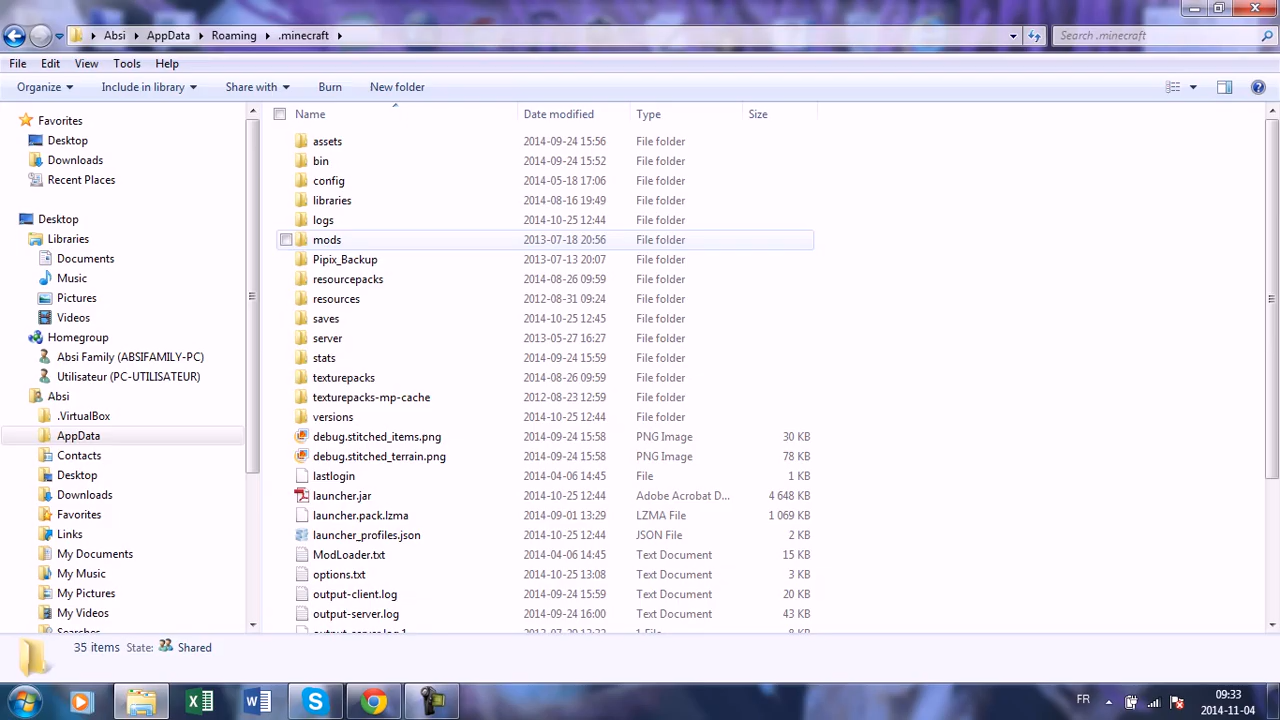 Absi AppData Roaming .minecraft Search .minecraft
File Edit View Tools Help
Organize Include in library Share with Burn New folder
Favorites
Desktop
Downloads
Recent Places
Desktop
Libraries
Documents
Music
Pictures
Videos
Homegroup
Absi Family (ABSIFAMILY-PC)
Utilisateur (PC-UTILISATEUR)
Absi
.VirtualBox
AppData
Contacts
Desktop
Downloads
Favorites
Links
My Documents
My Music
My Pictures
My Videos
Searches
Name Date modified Type Size
assets 2014-09-24 15:56 File folder
bin 2014-09-24 15:52 File folder
config 2014-05-18 17:06 File folder
libraries 2014-08-16 19:49 File folder
logs 2014-10-25 12:44 File folder
mods 2013-07-18 20:56 File folder
Pipix_Backup 2013-07-13 20:07 File folder
resourcepacks 2014-08-26 09:59 File folder
resources 2012-08-31 09:24 File folder
saves 2014-10-25 12:45 File folder
server 2013-05-27 16:27 File folder
stats 2014-09-24 15:59 File folder
texturepacks 2014-08-26 09:59 File folder
texturepacks-mp-cache 2012-08-23 12:59 File folder
versions 2014-10-25 12:44 File folder
debug.stitched_items.png 2014-09-24 15:58 PNG Image 30 KB
debug.stitched_terrain.png 2014-09-24 15:58 PNG Image 78 KB
lastlogin 2014-04-06 14:45 File 1 KB
launcher.jar 2014-10-25 12:44 Adobe Acrobat D... 4 648 KB
launcher.pack.lzma 2014-09-01 13:29 LZMA File 1 069 KB
launcher_profiles.json 2014-10-25 12:44 JSON File 2 KB
ModLoader.txt 2014-04-06 14:45 Text Document 15 KB
options.txt 2014-10-25 13:08 Text Document 3 KB
output-client.log 2014-09-24 15:59 Text Document 20 KB
output-server.log 2014-09-24 16:00 Text Document 43 KB
35 items State: Shared
FR
09:33
2014-11-04